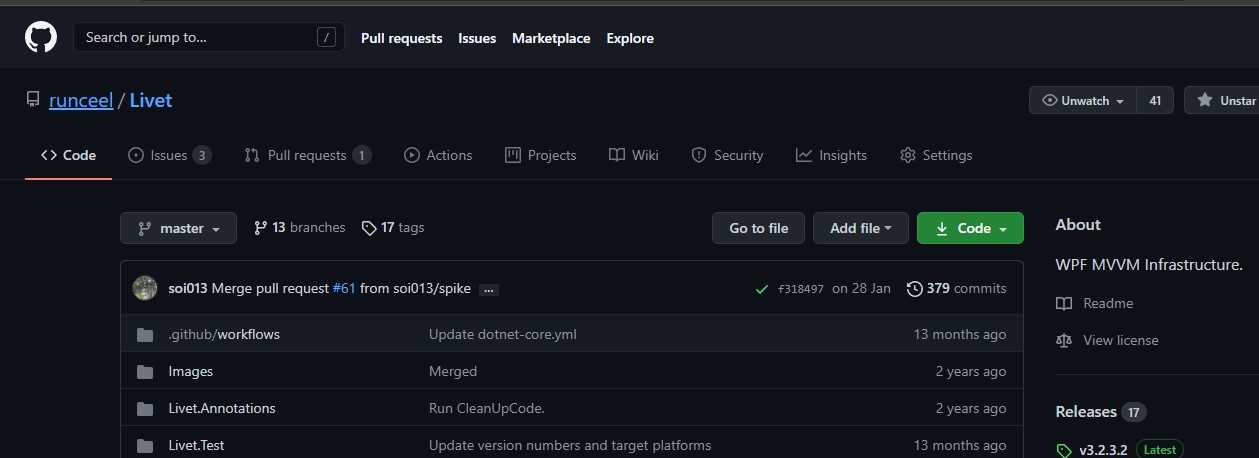 Search or jump to... / Pull requests Issues Marketplace Explore
runceel / Livet Unwatch 41 Unstar
Code Issues 3 Pull requests 1 Actions Projects Wiki Security Insights Settings
master 13 branches 17 tags Go to file Add file Code
soi013 Merge pull request #61 from soi013/spike ... f318497 on 28 Jan 379 commits
.github/workflows Update dotnet-core.yml 13 months ago
Images Merged 2 years ago
Livet.Annotations Run CleanUpCode. 2 years ago
Livet.Test Update version numbers and target platforms 13 months ago
About
WPF MVVM Infrastructure.
Readme
View license
Releases 17
v3.2.3.2 Latest